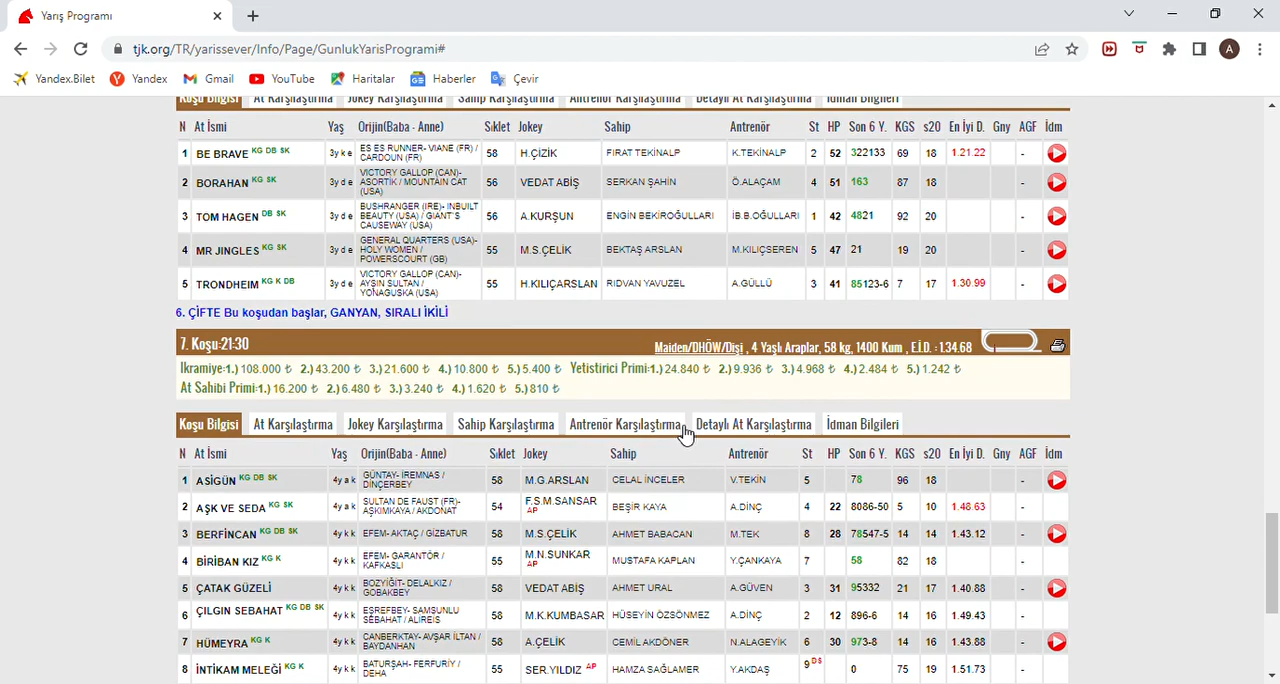 Yarış Programı
tjk.org/TR/yarissever/Info/Page/GunlukYarisProgrami#
A
Yandex.Bilet Yandex Gmail YouTube Haritalar Haberler Çevir
Koşu Bilgisi At Karşılaştırma Jokey Karşılaştırma Sahip Karşılaştırma Antrenör Karşılaştırma Detaylı At Karşılaştırma İdman Bilgileri
N At İsmi Yaş Orijin(Baba - Anne) Sıklet Jokey Sahip Antrenör St HP Son 6 Y. KGS s20 En İyi D. Gny AGF İdm
1 BE BRAVE KG DB SK 3y k e ES ES RUNNER- VIANE (FR) / CARDOUN (FR) 58 H.ÇİZİK FIRAT TEKİNALP K.TEKİNALP 2 52 322133 69 18 1.21.22 -
2 BORAHAN KG SK 3y d e VICTORY GALLOP (CAN)- ASORTİK / MOUNTAIN CAT (USA) 56 VEDAT ABİŞ SERKAN ŞAHİN Ö.ALAÇAM 4 51 163 87 18 -
3 TOM HAGEN DB SK 3y d e BUSHRANGER (IRE)- INBUILT BEAUTY (USA) / GIANT'S CAUSEWAY (USA) 56 A.KURŞUN ENGİN BEKİROĞULLARI İB.B.OĞULLARI 1 42 4821 92 20 -
4 MR JINGLES KG SK 3y d e GENERAL QUARTERS (USA)- HOLY WOMEN / POWERSCOURT (GB) 55 M.S.ÇELİK BEKTAŞ ARSLAN M.KILIÇSEREN 5 47 21 19 20 -
5 TRONDHEIM KG K DB 3y d e VICTORY GALLOP (CAN)- AYSIN SULTAN / YONAGUSKA (USA) 55 H.KILIÇARSLAN RIDVAN YAVUZEL A.GÜLLÜ 3 41 85123-6 7 17 1.30.99 -
6. ÇİFTE Bu koşudan başlar, GANYAN, SIRALI İKİLİ
7. Koşu:21:30 Maiden/DHÖW/Dişi , 4 Yaşlı Araplar, 58 kg, 1400 Kum , E.İ.D. : 1.34.68
İkramiye:1.) 108.000 ₺ 2.) 43.200 ₺ 3.) 21.600 ₺ 4.) 10.800 ₺ 5.) 5.400 ₺ Yetistirici Primi:1.) 24.840 ₺ 2.) 9.936 ₺ 3.) 4.968 ₺ 4.) 2.484 ₺ 5.) 1.242 ₺
At Sahibi Primi:1.) 16.200 ₺ 2.) 6.480 ₺ 3.) 3.240 ₺ 4.) 1.620 ₺ 5.) 810 ₺
Koşu Bilgisi At Karşılaştırma Jokey Karşılaştırma Sahip Karşılaştırma Antrenör Karşılaştırma Detaylı At Karşılaştırma İdman Bilgileri
N At İsmi Yaş Orijin(Baba - Anne) Sıklet Jokey Sahip Antrenör St HP Son 6 Y. KGS s20 En İyi D. Gny AGF İdm
1 ASİGÜN KG DB SK 4y a k GÜNTAY- İREMNAS / DİNÇERBEY 58 M.G.ARSLAN CELAL İNCELER V.TEKİN 5 78 96 18 -
2 AŞK VE SEDA KG SK 4y a k SULTAN DE FAUST (FR)- AŞKIMKAYA / AKDONAT 54 F.S.M.SANSAR AP BEŞİR KAYA A.DİNÇ 4 22 8086-50 5 10 1.48.63 -
3 BERFİNCAN KG DB SK 4y k k EFEM- AKTAÇ / GIZBATUR 58 M.S.ÇELİK AHMET BABACAN M.TEK 8 28 78547-5 14 14 1.43.12 -
4 BİRİBAN KIZ KG K 4y k k EFEM- GARANTÖR / KAFKASLI 55 M.N.SUNKAR AP MUSTAFA KAPLAN Y.ÇANKAYA 7 58 82 18 -
5 ÇATAK GÜZELİ 4y k k BOZYİĞİT- DELALKIZ / GOBAKBEY 58 VEDAT ABİŞ AHMET URAL A.GÜVEN 3 31 95332 21 17 1.40.88 -
6 ÇILGIN SEBAHAT KG DB SK 4y k k EŞREFBEY- SAMSUNLU SEBAHAT / ALIREIS 58 M.K.KUMBASAR HÜSEYİN ÖZSÖNMEZ A.DİNÇ 2 12 896-6 14 16 1.49.43 -
7 HÜMEYRA KG K 4y k k CANBERKTAY- AVŞAR İLTAN / BAYDANHAN 58 A.ÇELİK CEMİL AKDÖNER N.ALAGEYİK 6 30 973-8 14 16 1.43.88 -
8 İNTİKAM MELEĞİ KG K 4y k k BATURŞAH- FERFURİY / DEHA 55 SER.YILDIZ AP HAMZA SAĞLAMER Y.AKDAŞ 9 DS 0 75 19 1.51.73 -